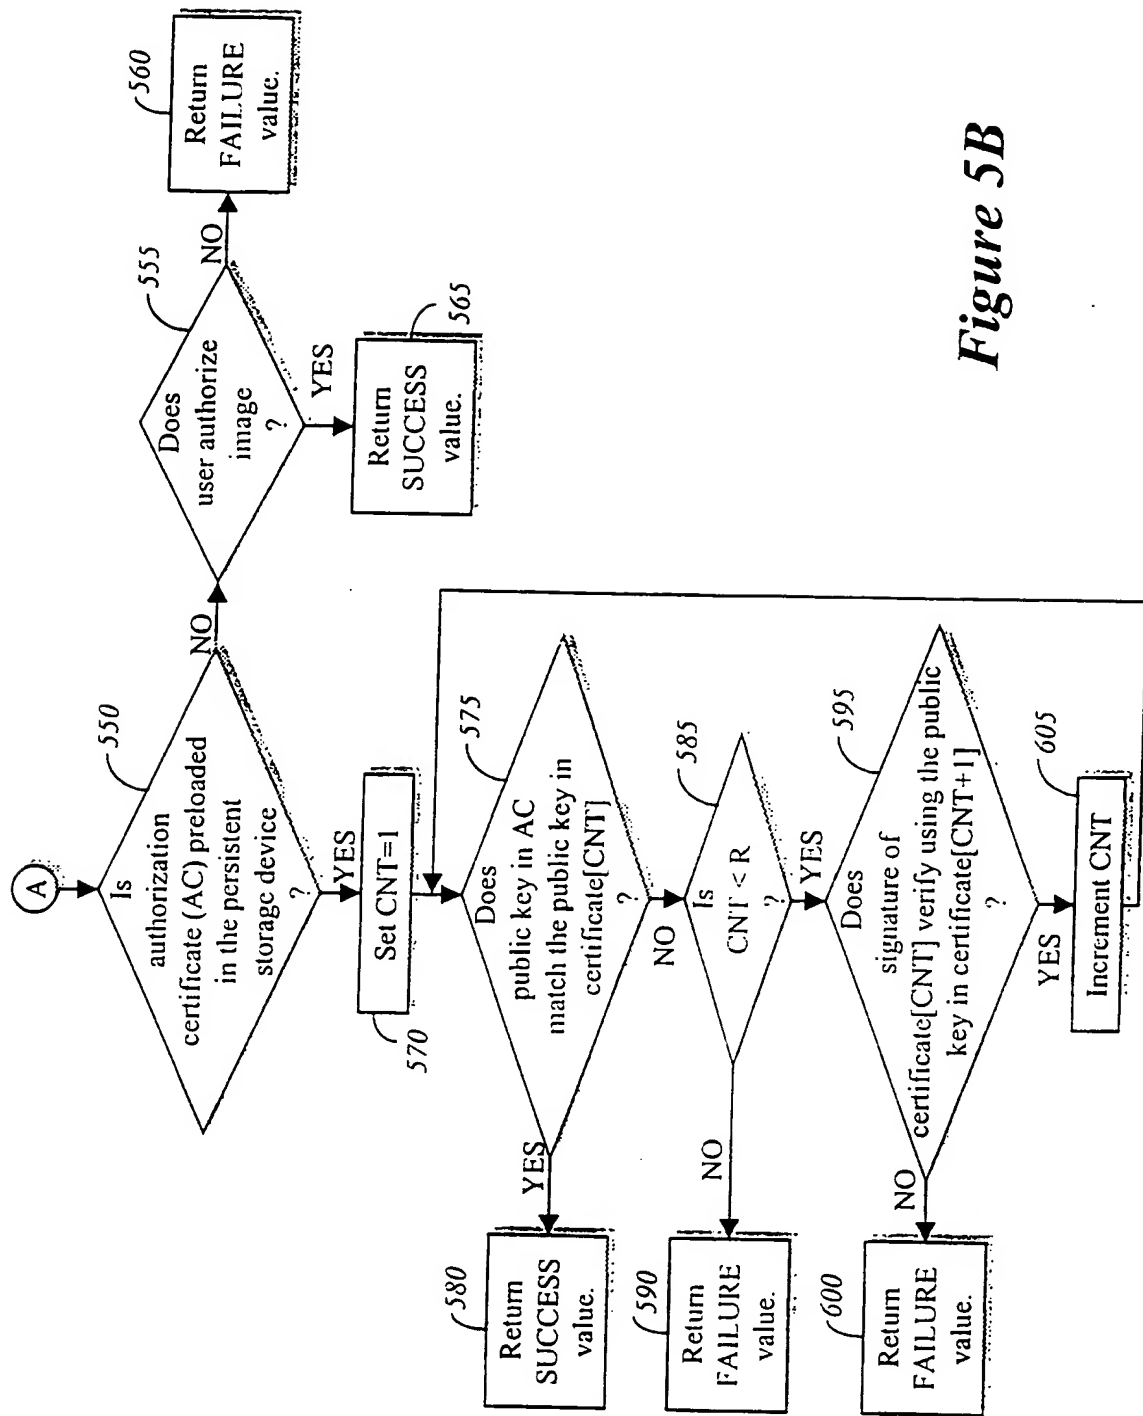 A
Is
authorization
certificate (AC) preloaded
in the persistent
storage device
?
550
NO
YES
Does
user authorize
image
?
555
NO
Return
FAILURE
value.
560
YES
Return
SUCCESS
value.
565
Set CNT=1
570
Does
public key in AC
match the public key in
certificate[CNT]
?
575
YES
Return
SUCCESS
value.
580
NO
Is
CNT < R
?
585
NO
Return
FAILURE
value.
590
YES
Does
signature of
certificate[CNT] verify using the public
key in certificate[CNT+1]
?
595
NO
Return
FAILURE
value.
600
YES
Increment CNT
605
Figure 5B